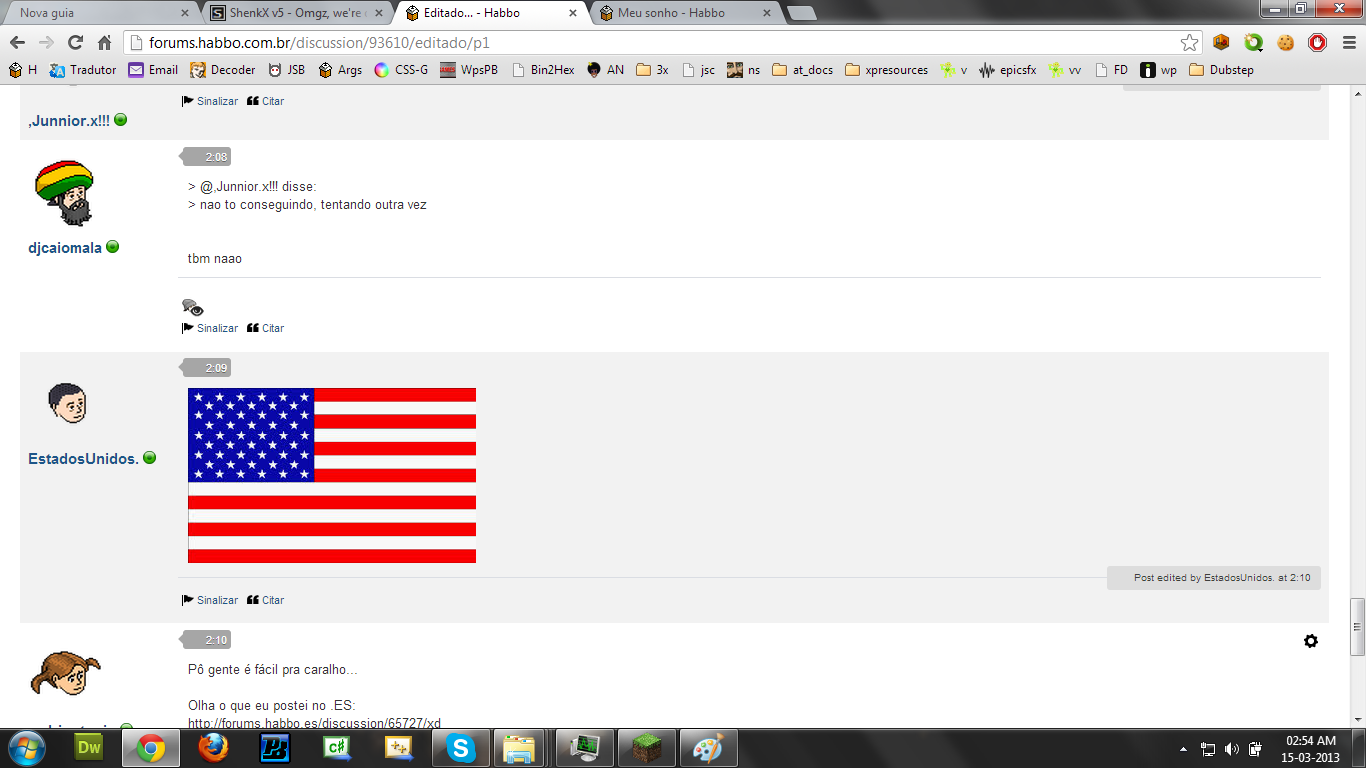 Nova guia
ShenkX v5 - Omgz, we're
Editado... - Habbo
Meu sonho - Habbo
forums.habbo.com.br/discussion/93610/editado/p1
H Tradutor Email Decoder JSB Args CSS-G WpsPB Bin2Hex AN 3x jsc ns at_docs xpresources v epicsfx vv FD wp Dubstep
Sinalizar Citar
,Junnior.x!!!
2:08
> @,Junnior.x!!! disse:
> nao to conseguindo, tentando outra vez
djcaiomala
tbm naao
Sinalizar Citar
2:09
EstadosUnidos.
Post edited by EstadosUnidos. at 2:10
Sinalizar Citar
2:10
Pô gente é fácil pra caralho...
Olha o que eu postei no .ES:
http://forums.habbo.es/discussion/65727/xd
Dw
C#
S
02:54 AM
15-03-2013